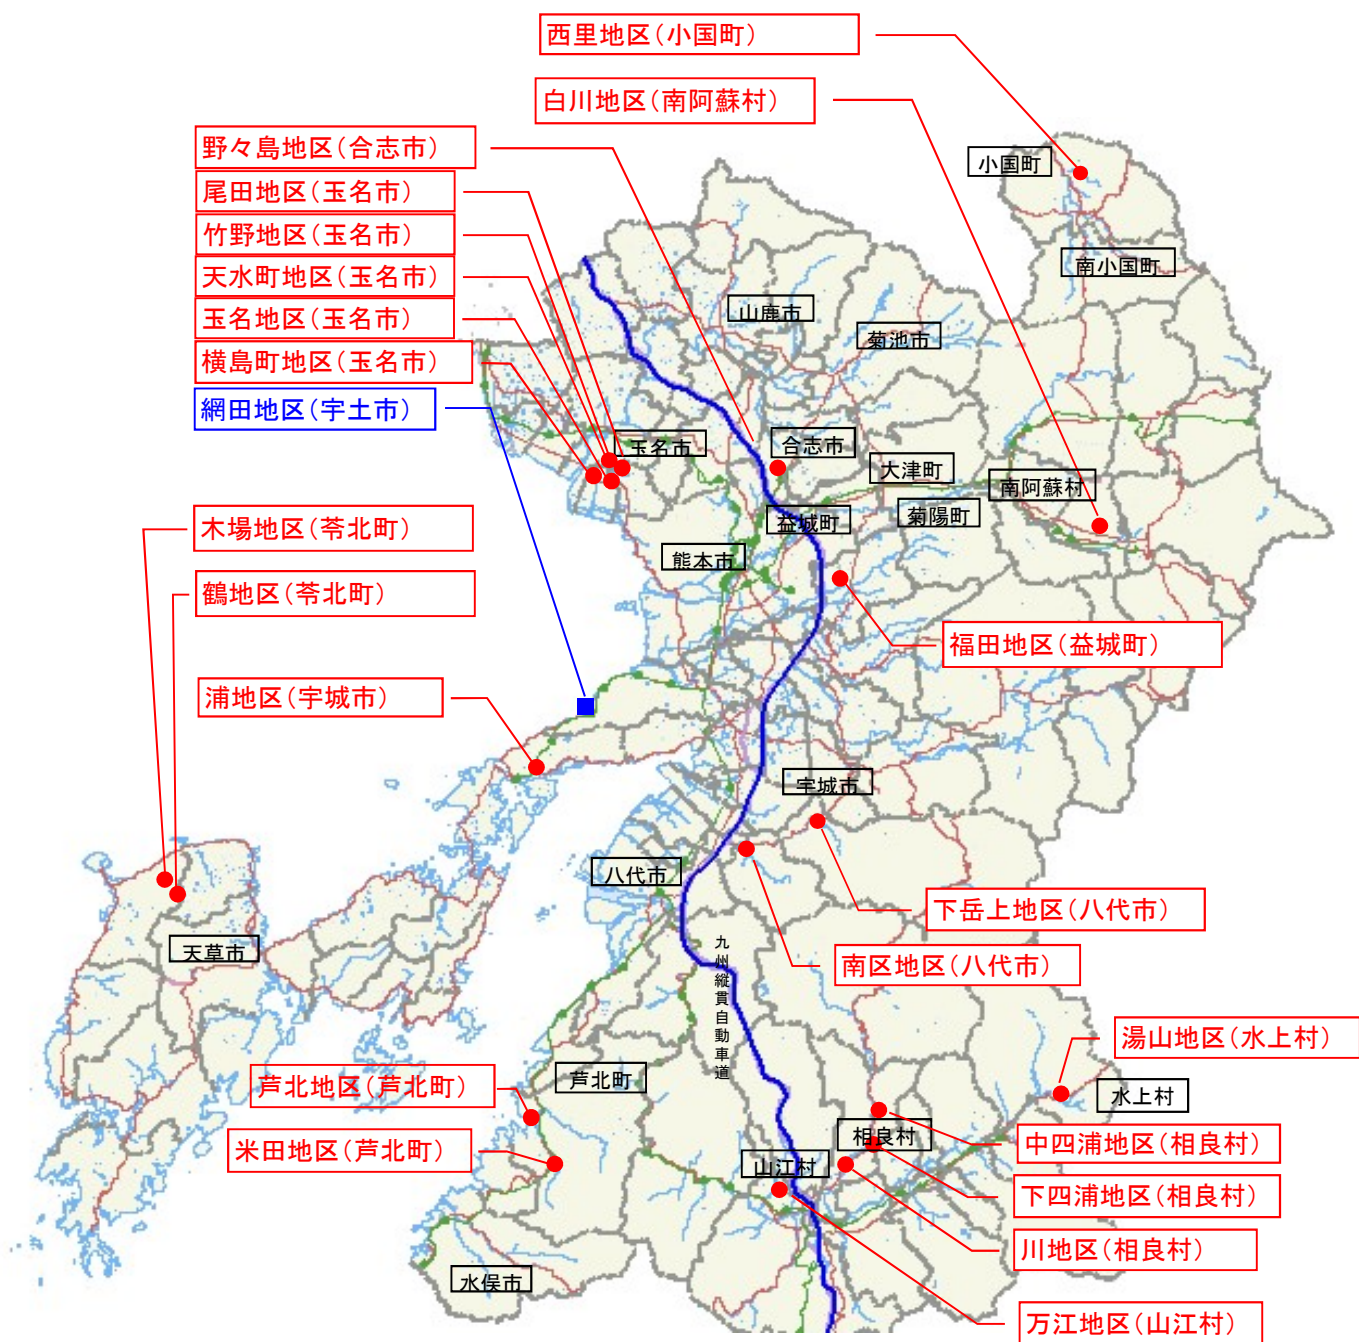 西里地区(小国町)
白川地区(南阿蘇村)
野々島地区(合志市)
尾田地区(玉名市)
竹野地区(玉名市)
天水町地区(玉名市)
玉名地区(玉名市)
横島町地区(玉名市)
網田地区(宇土市)
小国町
南小国町
山鹿市
菊池市
玉名市
合志市
大津町
南阿蘇村
菊陽町
益城町
熊本市
木場地区(苓北町)
鶴地区(苓北町)
福田地区(益城町)
浦地区(宇城市)
宇城市
八代市
下岳上地区(八代市)
南区地区(八代市)
天草市
九州縦貫自動車道
湯山地区(水上村)
水上村
芦北町
芦北地区(芦北町)
米田地区(芦北町)
相良村
山江村
中四浦地区(相良村)
下四浦地区(相良村)
川地区(相良村)
水俣市
万江地区(山江村)